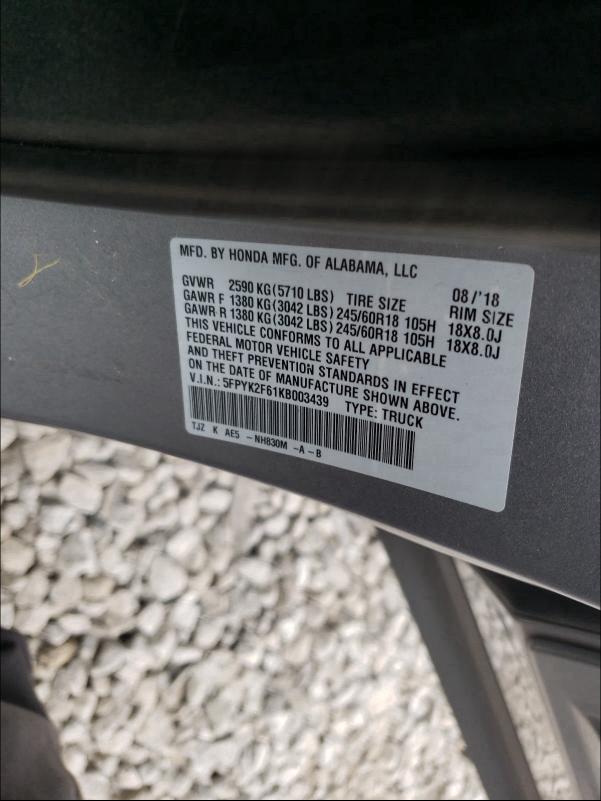 MFD. BY HONDA MFG. OF ALABAMA, LLC
GVWR 2590 KG (5710 LBS) TIRE SIZE 08/'18 RIM SIZE
GAWR F 1380 KG (3042 LBS) 245/60R18 105H 18X8.0J
GAWR R 1380 KG (3042 LBS) 245/60R18 105H 18X8.0J
THIS VEHICLE CONFORMS TO ALL APPLICABLE
FEDERAL MOTOR VEHICLE SAFETY
AND THEFT PREVENTION STANDARDS IN EFFECT
ON THE DATE OF MANUFACTURE SHOWN ABOVE.
V.I.N.: 5FPYK2F61KB003439 TYPE: TRUCK
TJZ K AE5 -NH830M -A-B